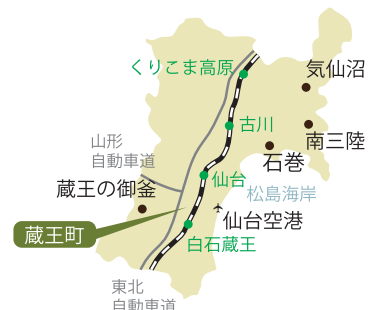 くりこま高原
気仙沼
古川
南三陸
山形
自動車道
石巻
仙台
蔵王の御釜
松島海岸
仙台空港
蔵王町
白石蔵王
東北
自動車道